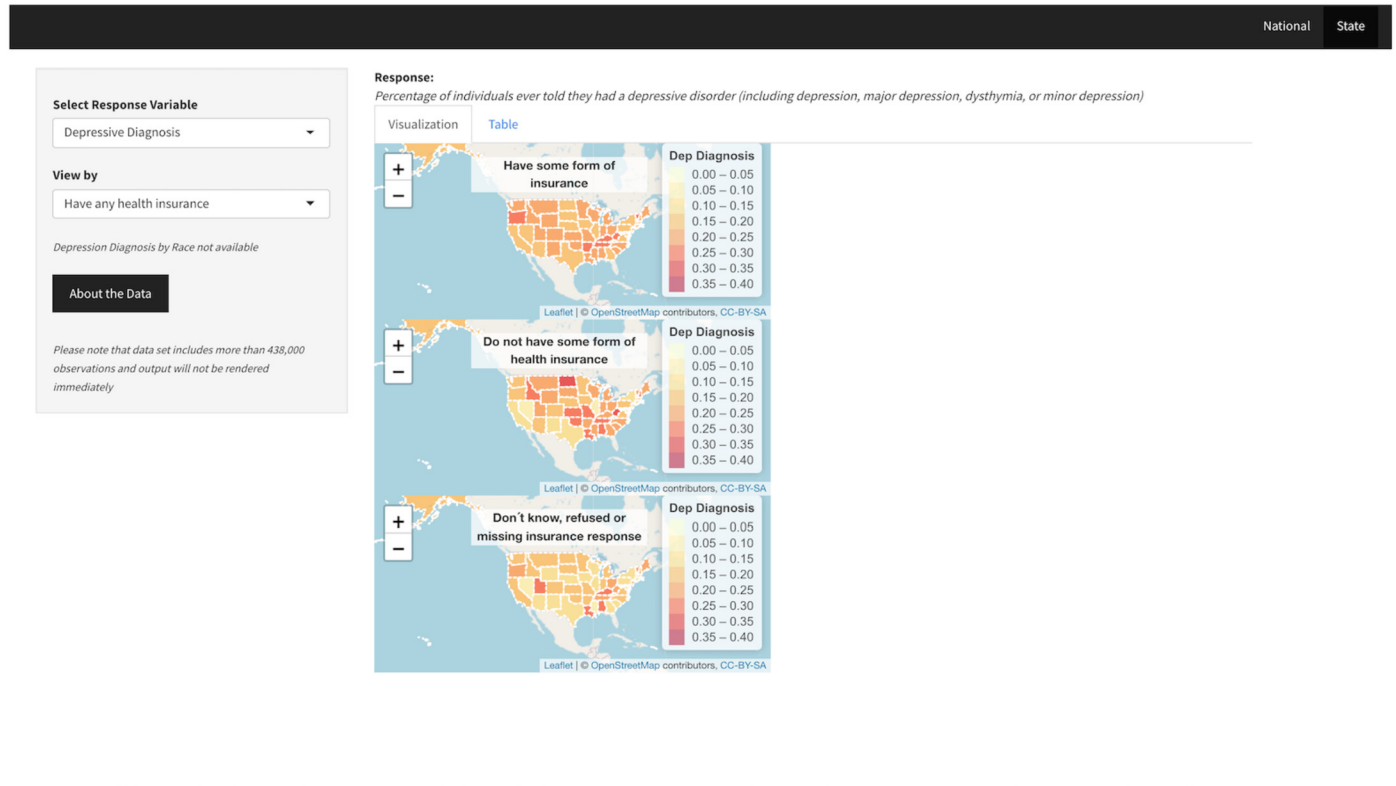 National
State
Select Response Variable
Depressive Diagnosis
View by
Have any health insurance
Depression Diagnosis by Race not available
About the Data
Please note that data set includes more than 438,000
observations and output will not be rendered
immediately
Response:
Percentage of individuals ever told they had a depressive disorder (including depression, major depression, dysthymia, or minor depression)
Visualization
Table
+
−
Have some form of
insurance
Dep Diagnosis
0.00 – 0.05
0.05 – 0.10
0.10 – 0.15
0.15 – 0.20
0.20 – 0.25
0.25 – 0.30
0.30 – 0.35
0.35 – 0.40
Leaflet | © OpenStreetMap contributors, CC-BY-SA
+
−
Do not have some form of
health insurance
Dep Diagnosis
0.00 – 0.05
0.05 – 0.10
0.10 – 0.15
0.15 – 0.20
0.20 – 0.25
0.25 – 0.30
0.30 – 0.35
0.35 – 0.40
Leaflet | © OpenStreetMap contributors, CC-BY-SA
+
−
Don´t know, refused or
missing insurance response
Dep Diagnosis
0.00 – 0.05
0.05 – 0.10
0.10 – 0.15
0.15 – 0.20
0.20 – 0.25
0.25 – 0.30
0.30 – 0.35
0.35 – 0.40
Leaflet | © OpenStreetMap contributors, CC-BY-SA